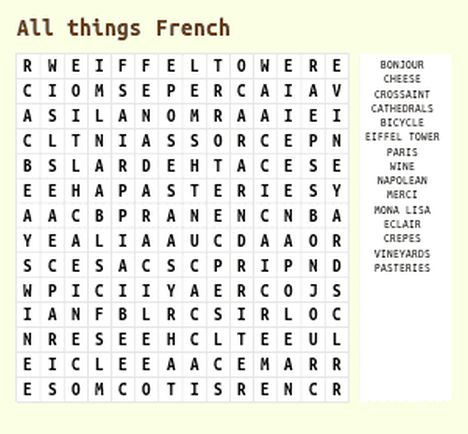 All things French
R W E I F F E L T O W E R E
C I O M S E P E R C A I A V
A S I L A N O M R A A I E I
C L T N I A S S O R C E P N
B S L A R D E H T A C E S E
E E H A P A S T E R I E S Y
A A C B P R A N E N C N B A
Y E A L I A A U C D A A O R
S C E S A C S C P R I P N D
W P I C I I Y A E R C O J S
I A N F B L R C S I R L O C
N R E S E E H C L T E E U L
E I C L E E A A C E M A R R
E S O M C O T I S R E N C R
BONJOUR
CHEESE
CROSSAINT
CATHEDRALS
BICYCLE
EIFFEL TOWER
PARIS
WINE
NAPOLEAN
MERCI
MONA LISA
ECLAIR
CREPES
VINEYARDS
PASTERIES